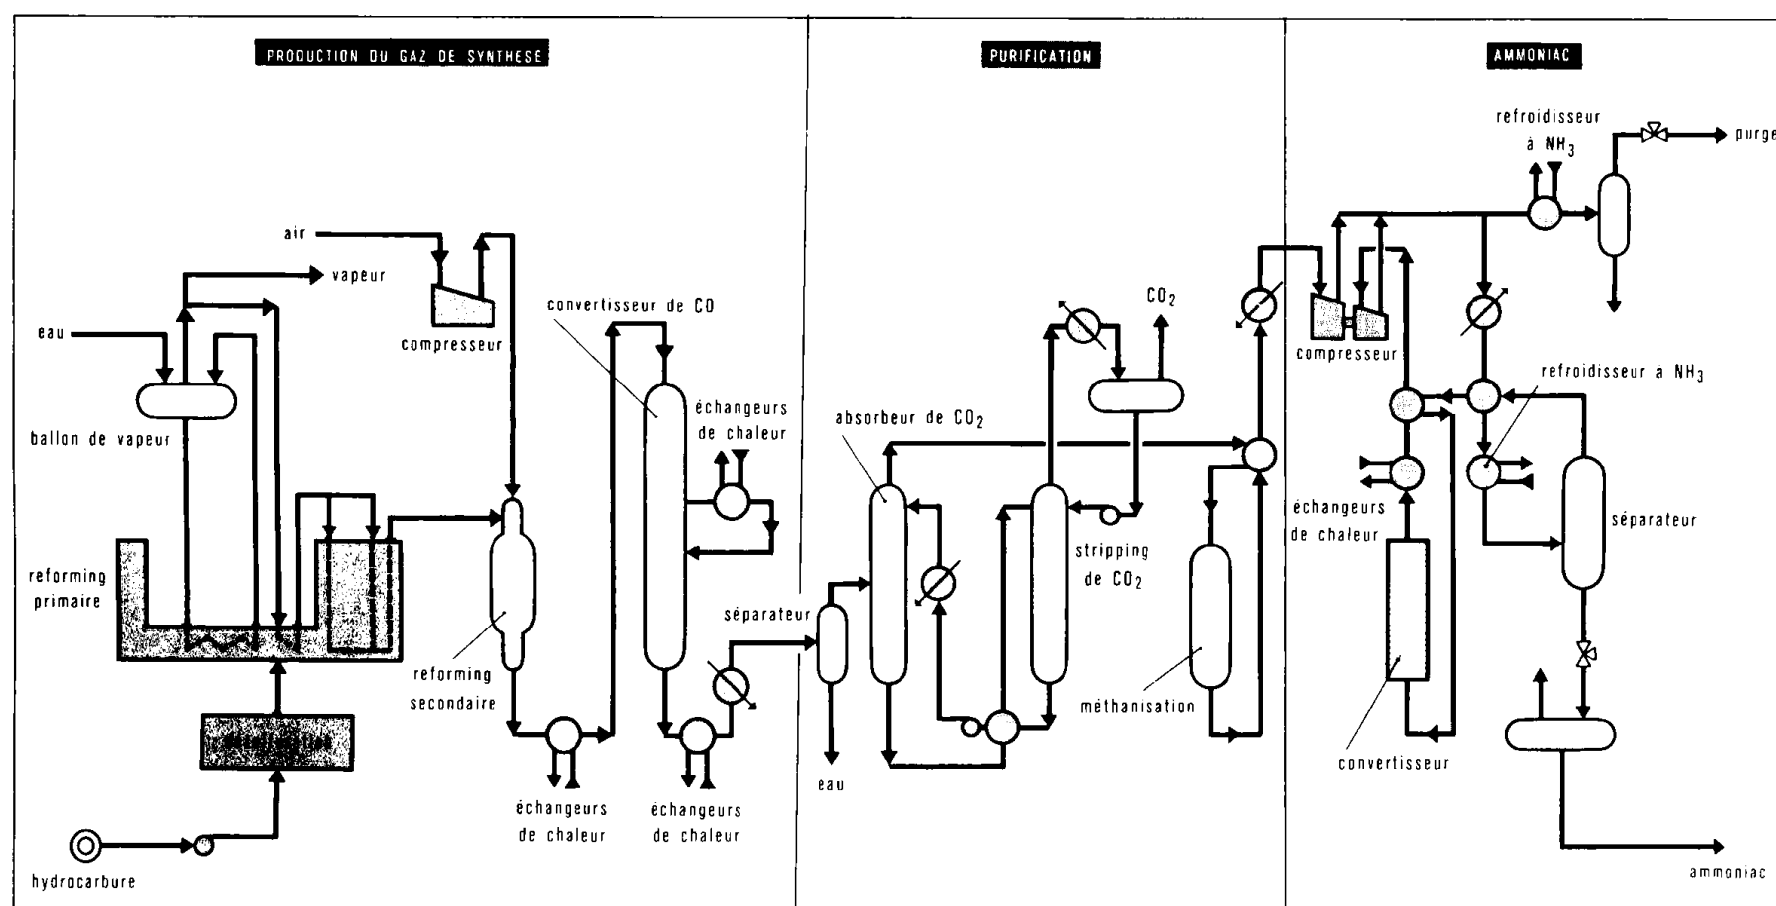 PRODUCTION DU GAZ DE SYNTHESE
air
vapeur
eau
compresseur
convertisseur de CO
ballon de vapeur
échangeurs
de chaleur
reforming
primaire
reforming
secondaire
échangeurs
de chaleur
échangeurs
de chaleur
hydrocarbure
PURIFICATION
CO2
absorbeur de CO2
stripping
de CO2
séparateur
méthanisation
eau
AMMONIAC
refroidisseur
à NH3
purge
compresseur
refroidisseur a NH3
échangeurs
de chaleur
séparateur
convertisseur
ammoniac